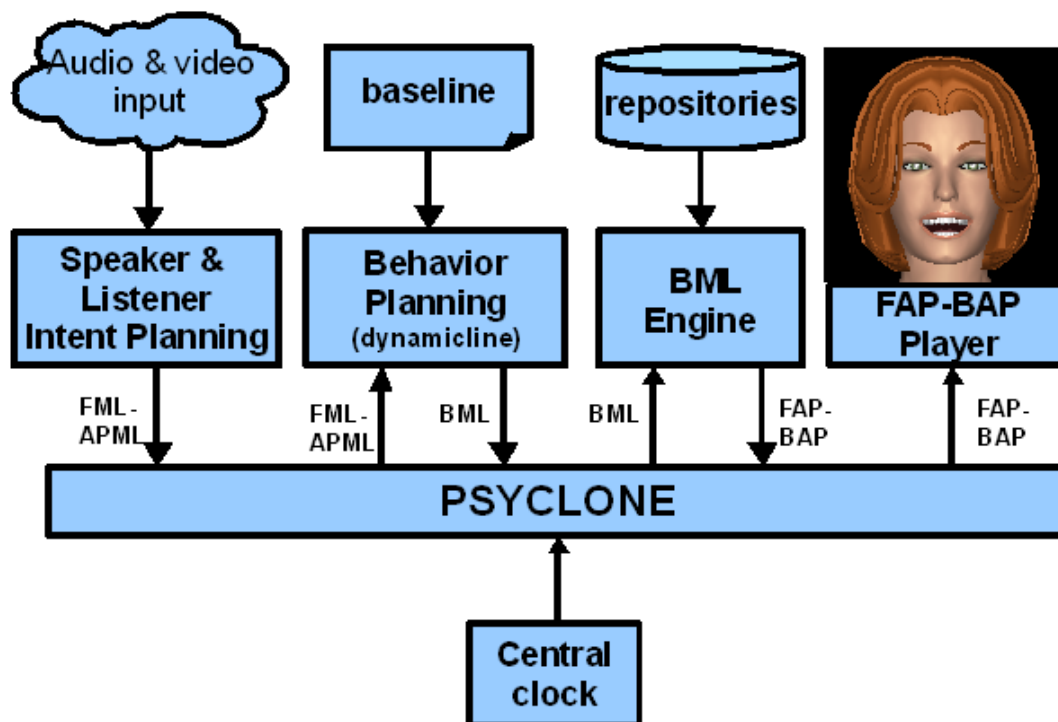 Audio & video
input
baseline
repositories
Speaker &
Listener
Intent Planning
Behavior
Planning
(dynamicline)
BML
Engine
FAP-BAP
Player
FML-
APML
FML-
APML
BML
BML
FAP-
BAP
FAP-
BAP
PSYCLONE
Central
clock